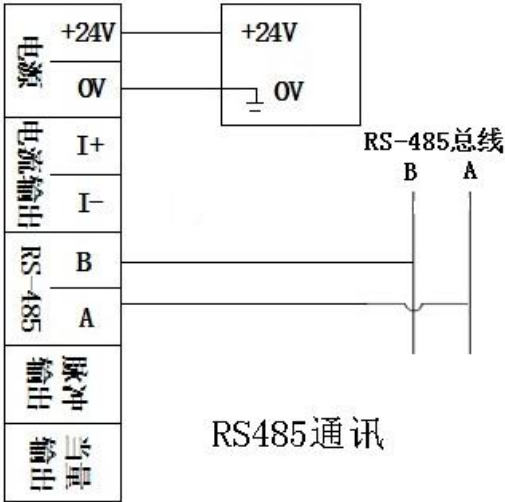 电源
+24V
0V
+24V
0V
电流输出
I+
I-
RS-485总线
B A
RS-485
B
A
脉冲
输出
当量
输出
RS485通讯